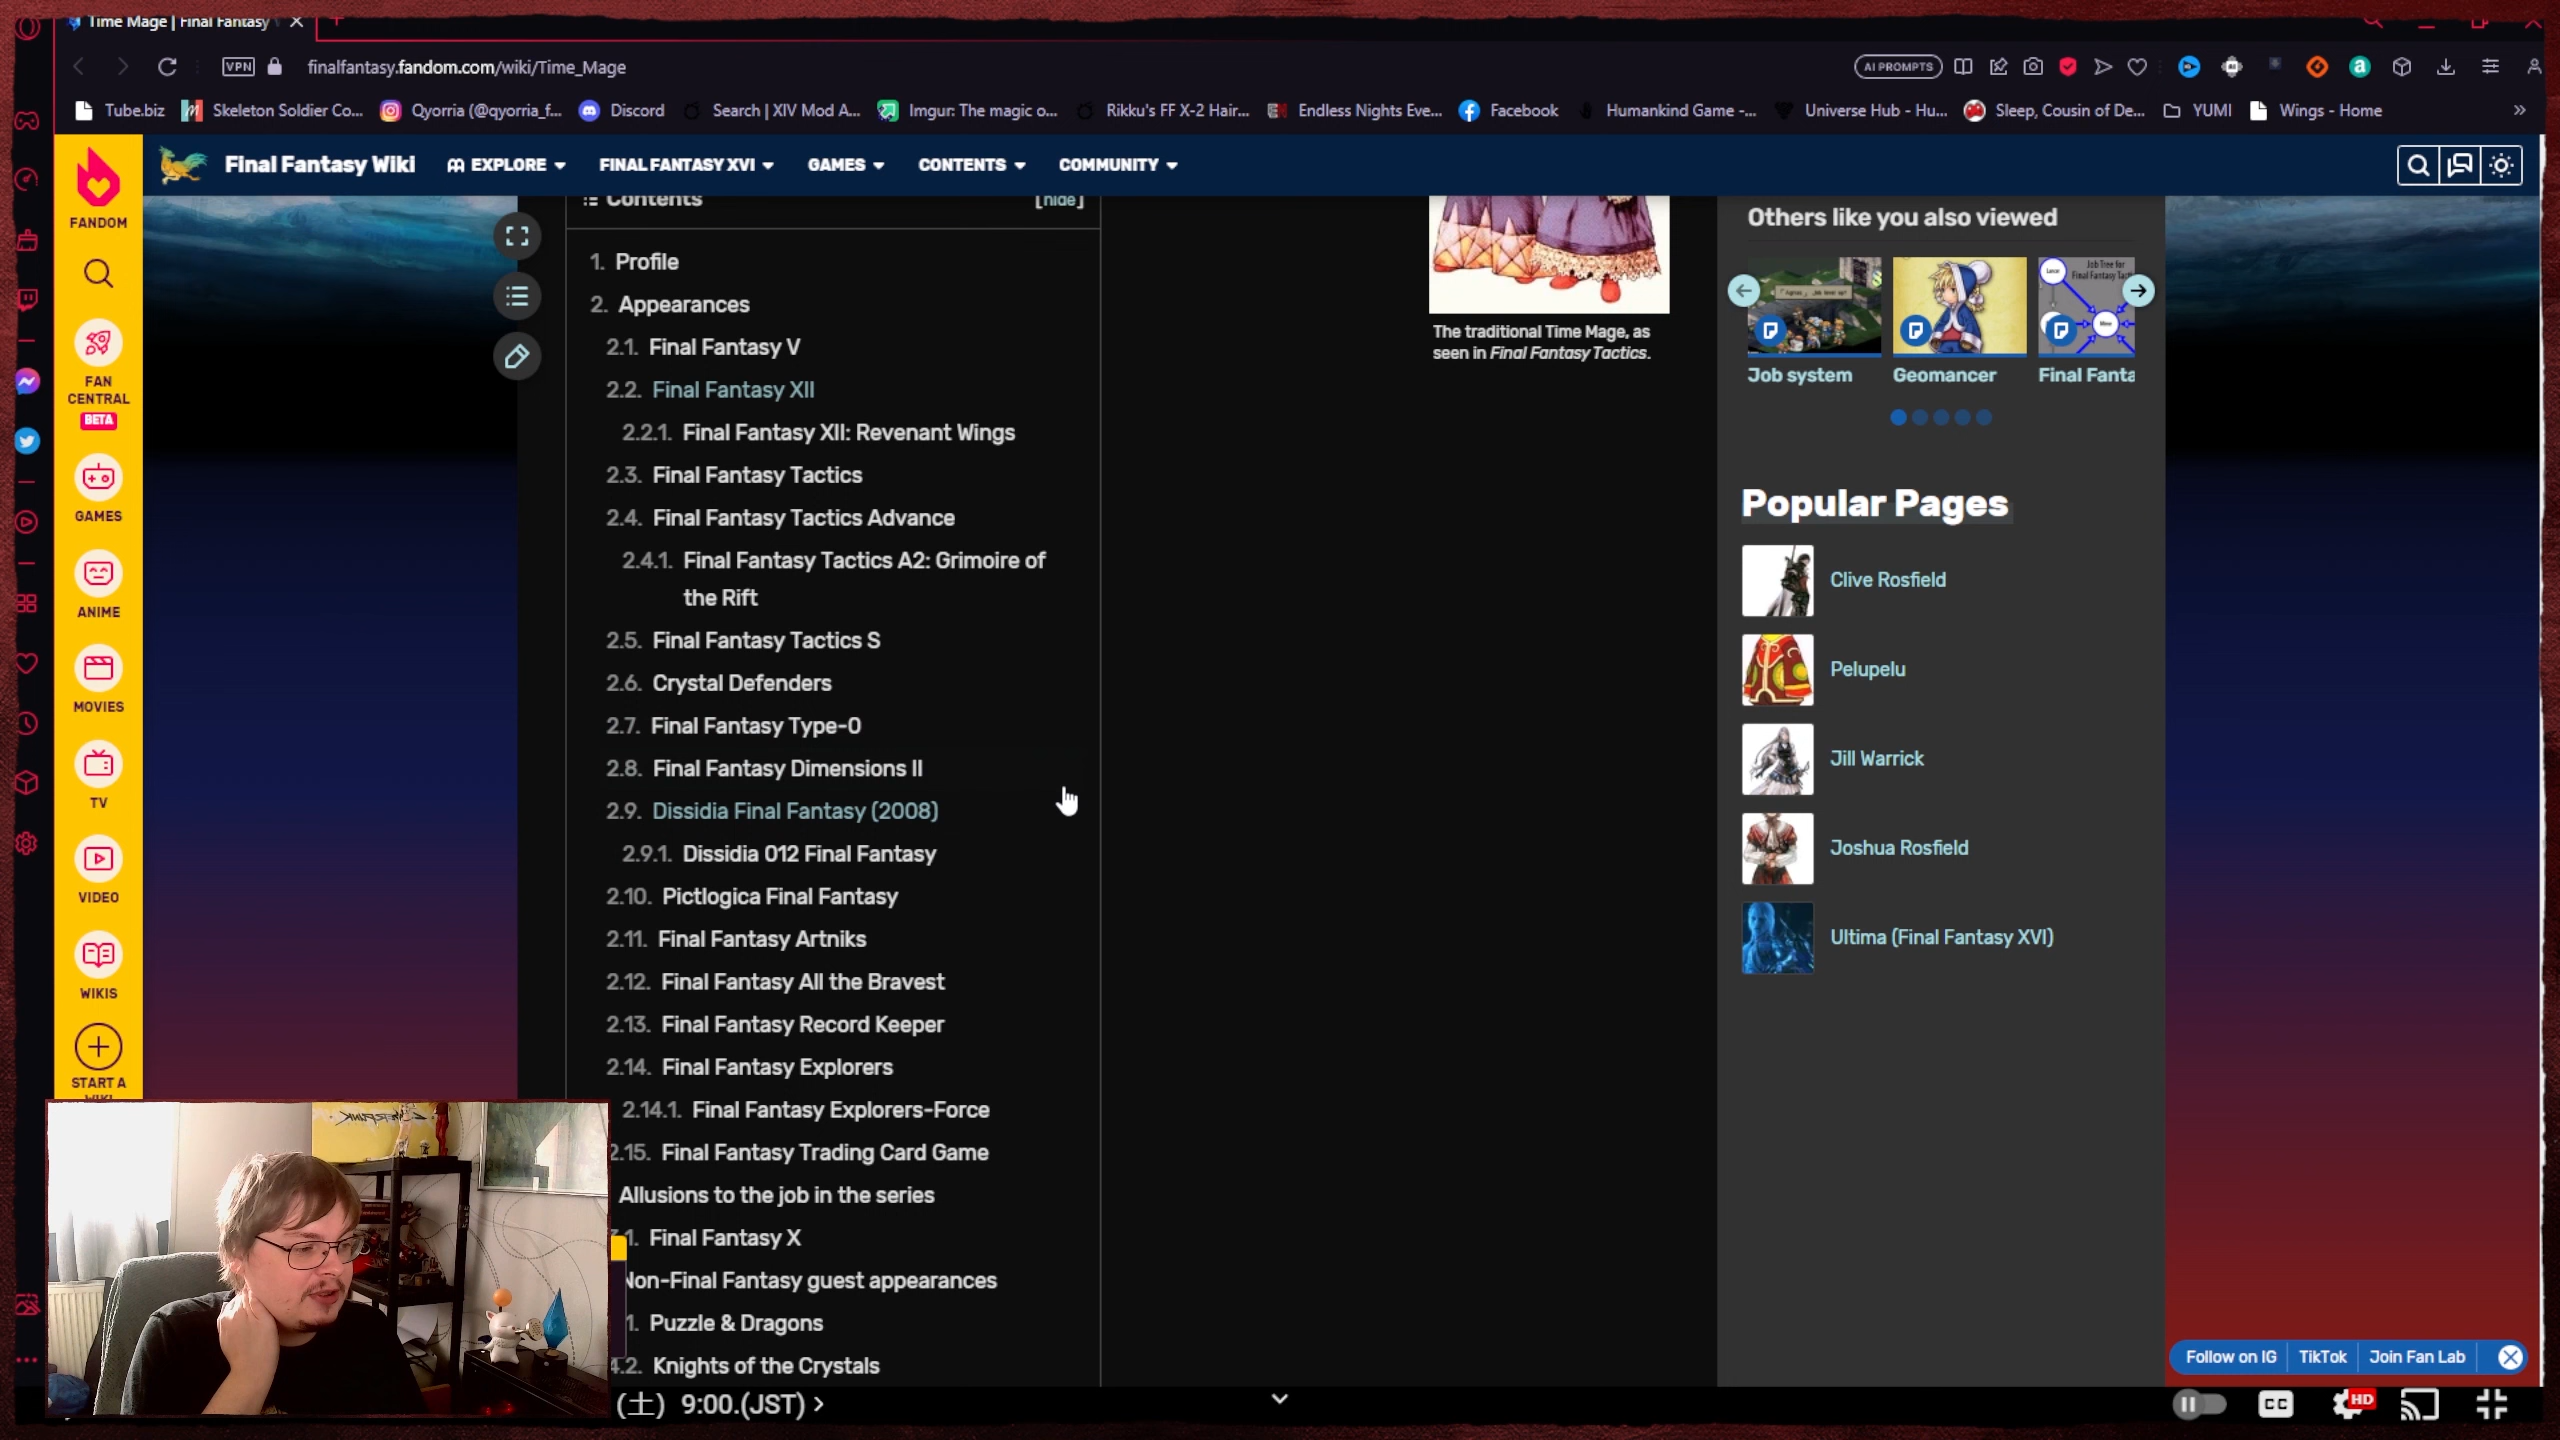 Time Mage | Final Fantasy
VPN
finalfantasy.fandom.com/wiki/Time_Mage
AI PROMPTS
Tube.biz
Skeleton Soldier Co...
Qyorria (@qyorria_f...
Discord
Search | XIV Mod A...
Imgur: The magic o...
Rikku's FF X-2 Hair...
Endless Nights Eve...
Facebook
Humankind Game -...
Universe Hub - Hu...
Sleep, Cousin of De...
YUMI
Wings - Home
FANDOM
Final Fantasy Wiki
EXPLORE
FINAL FANTASY XVI
GAMES
CONTENTS
COMMUNITY
FAN
CENTRAL
BETA
GAMES
ANIME
MOVIES
TV
VIDEO
WIKIS
START A
WIKI
Contents
[hide]
1. Profile
2. Appearances
2.1. Final Fantasy V
2.2. Final Fantasy XII
2.2.1. Final Fantasy XII: Revenant Wings
2.3. Final Fantasy Tactics
2.4. Final Fantasy Tactics Advance
2.4.1. Final Fantasy Tactics A2: Grimoire of
the Rift
2.5. Final Fantasy Tactics S
2.6. Crystal Defenders
2.7. Final Fantasy Type-0
2.8. Final Fantasy Dimensions II
2.9. Dissidia Final Fantasy (2008)
2.9.1. Dissidia 012 Final Fantasy
2.10. Pictlogica Final Fantasy
2.11. Final Fantasy Artniks
2.12. Final Fantasy All the Bravest
2.13. Final Fantasy Record Keeper
2.14. Final Fantasy Explorers
2.14.1. Final Fantasy Explorers-Force
2.15. Final Fantasy Trading Card Game
Allusions to the job in the series
1. Final Fantasy X
Non-Final Fantasy guest appearances
1. Puzzle & Dragons
4.2. Knights of the Crystals
The traditional Time Mage, as
seen in Final Fantasy Tactics.
Others like you also viewed
Job Tree for
Final Fantasy Tact
Job system
Geomancer
Final Fanta
Popular Pages
Clive Rosfield
Pelupelu
Jill Warrick
Joshua Rosfield
Ultima (Final Fantasy XVI)
Follow on IG
TikTok
Join Fan Lab
(土) 9:00.(JST) >
CC
HD